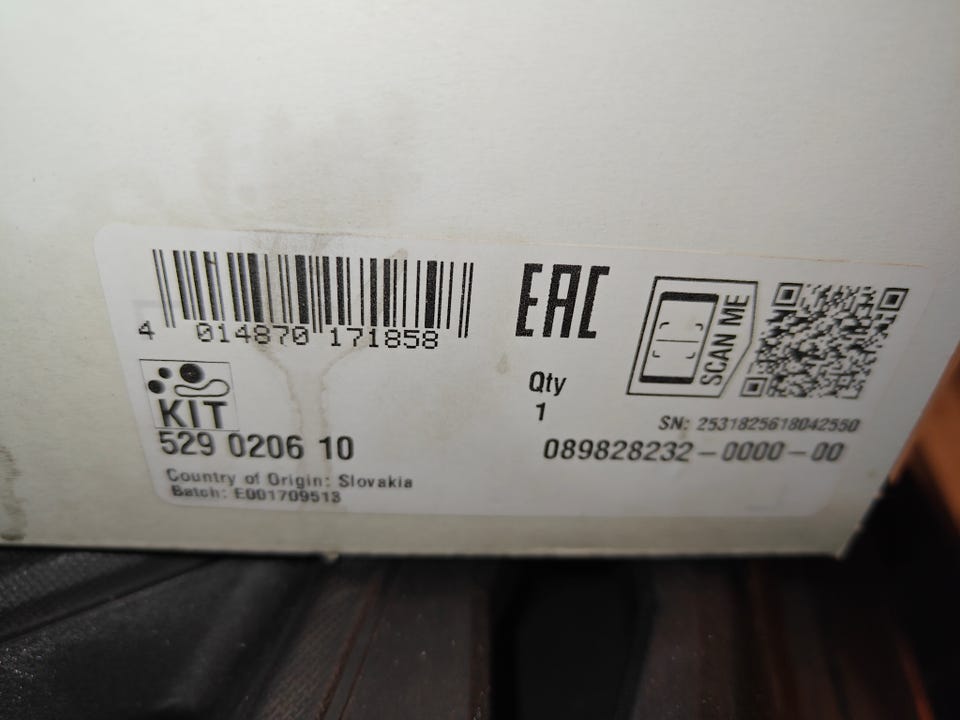 4 014870 171858
EAC
SCAN ME
KIT
529 0206 10
Qty
1
SN: 2531825618042550
089828232-0000-00
Country of Origin: Slovakia
Batch: E001709513